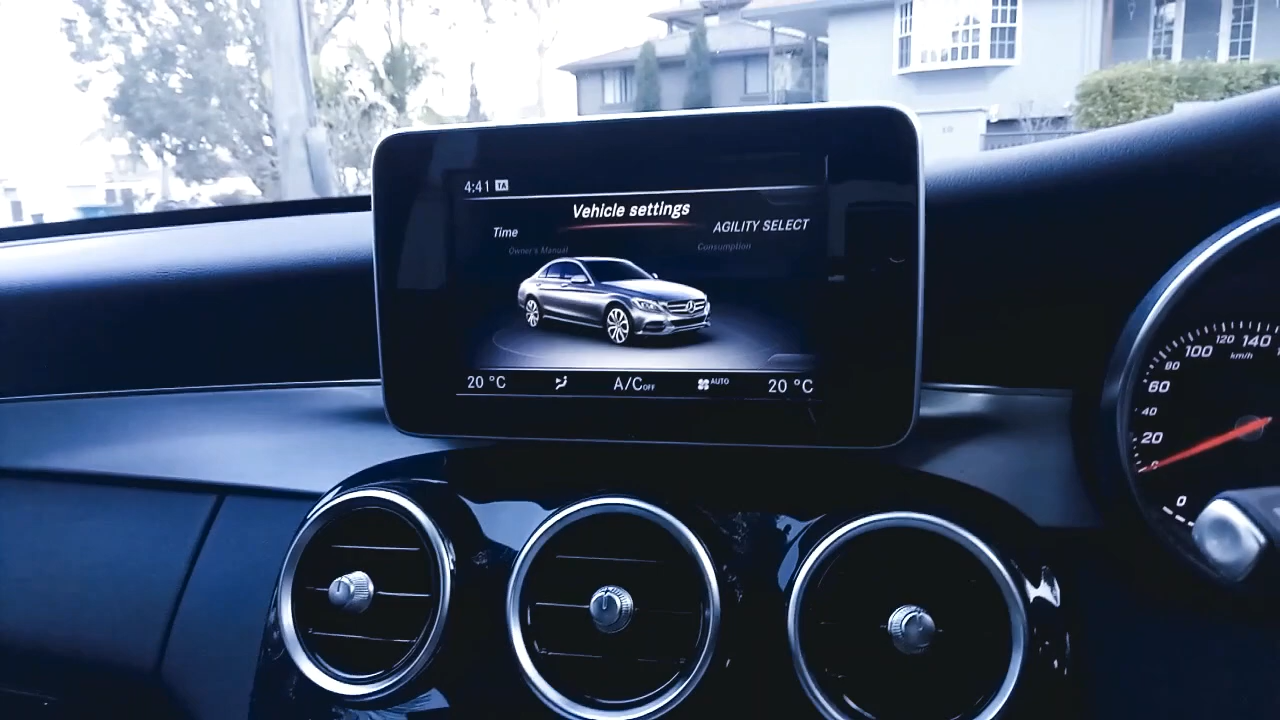 4:41 TA
Vehicle settings
Time
AGILITY SELECT
Owner's Manual
Consumption
20 °C
A/C OFF
AUTO
20 °C
0
20
40
60
90
100
120
140
km/h